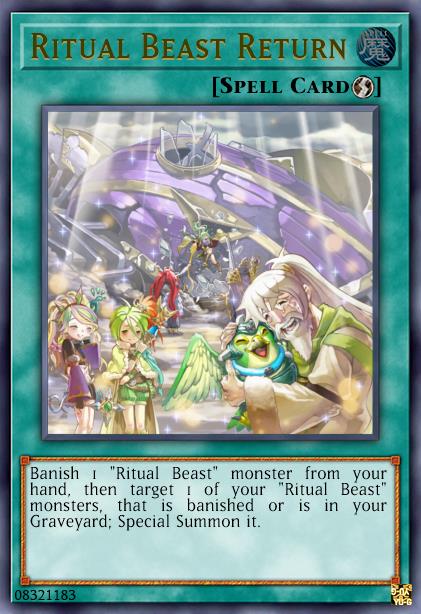 RITUAL BEAST RETURN
魔
[SPELL CARD]
Banish 1 "Ritual Beast" monster from your
hand, then target 1 of your "Ritual Beast"
monsters, that is banished or is in your
Graveyard; Special Summon it.
08321183